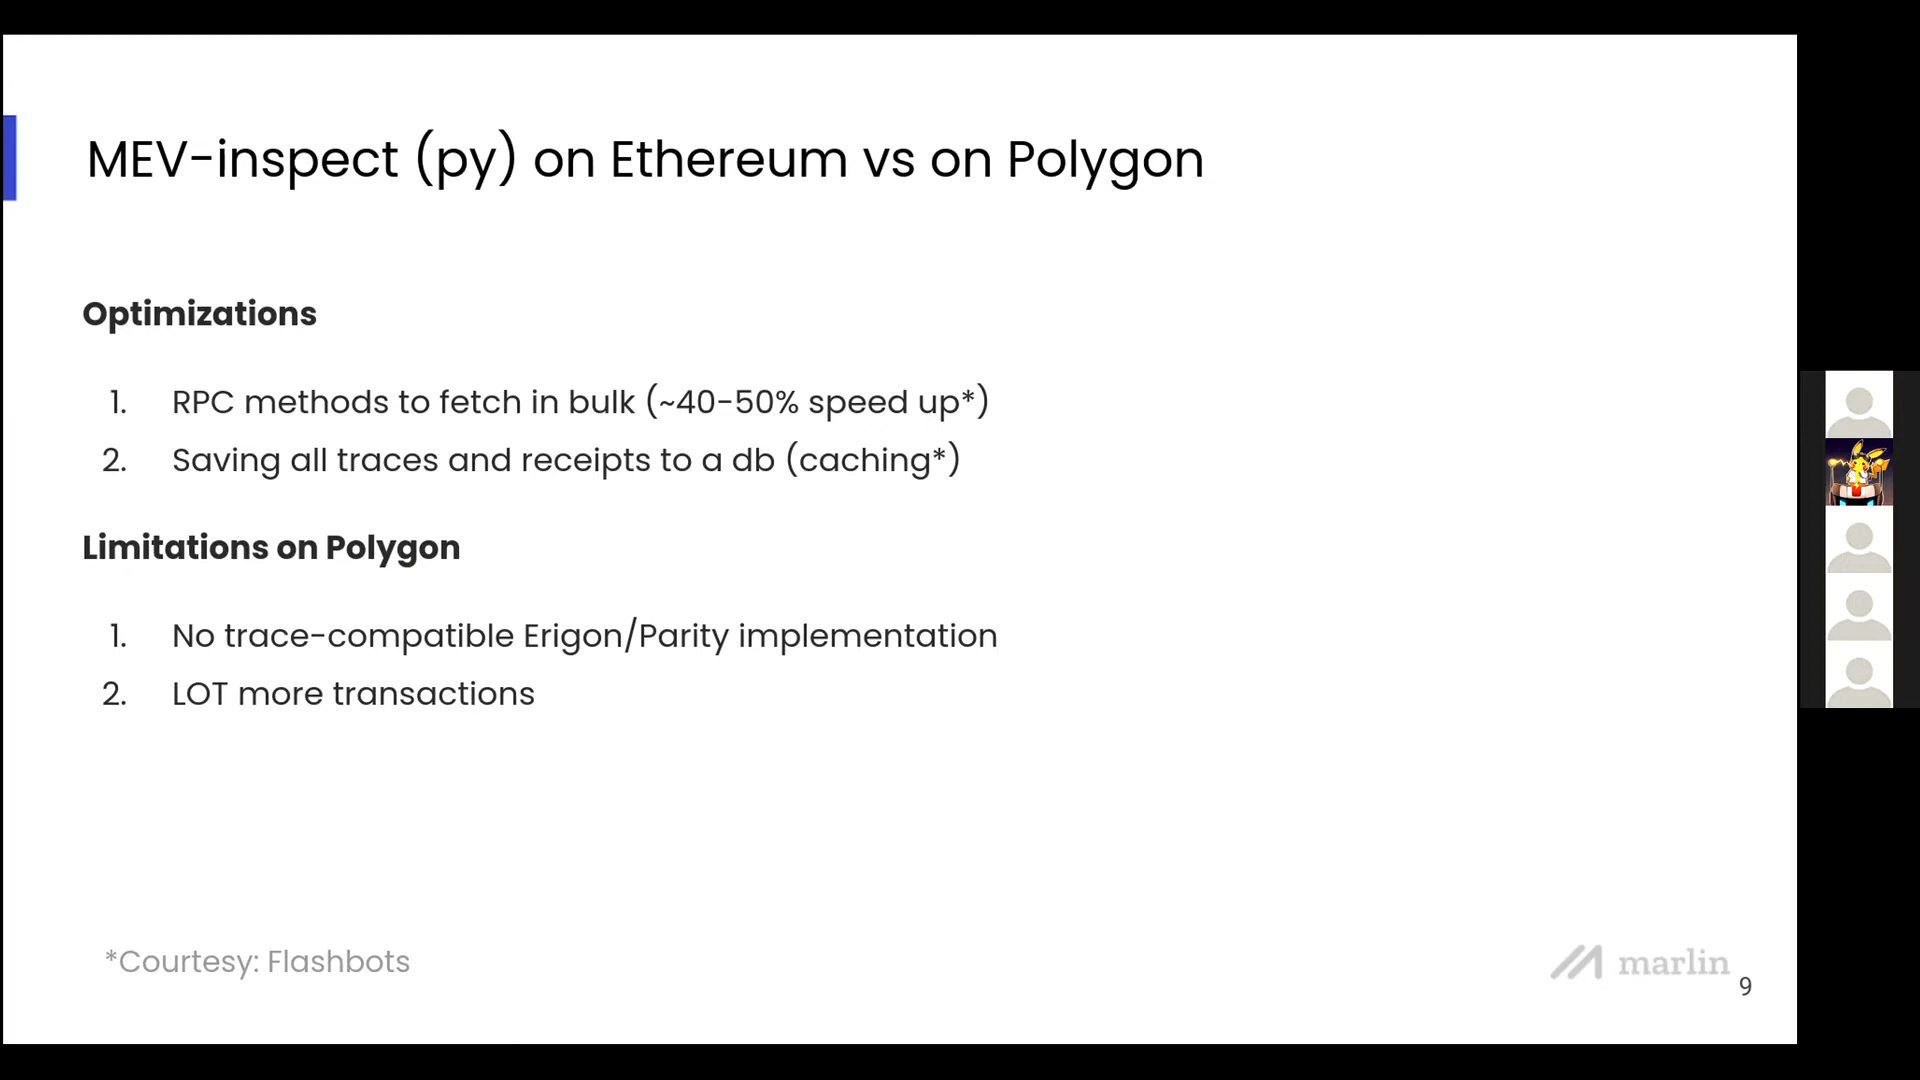 MEV-inspect (py) on Ethereum vs on Polygon
Optimizations
1. RPC methods to fetch in bulk (~40-50% speed up*)
2. Saving all traces and receipts to a db (caching*)
Limitations on Polygon
1. No trace-compatible Erigon/Parity implementation
2. LOT more transactions
*Courtesy: Flashbots
marlin
9